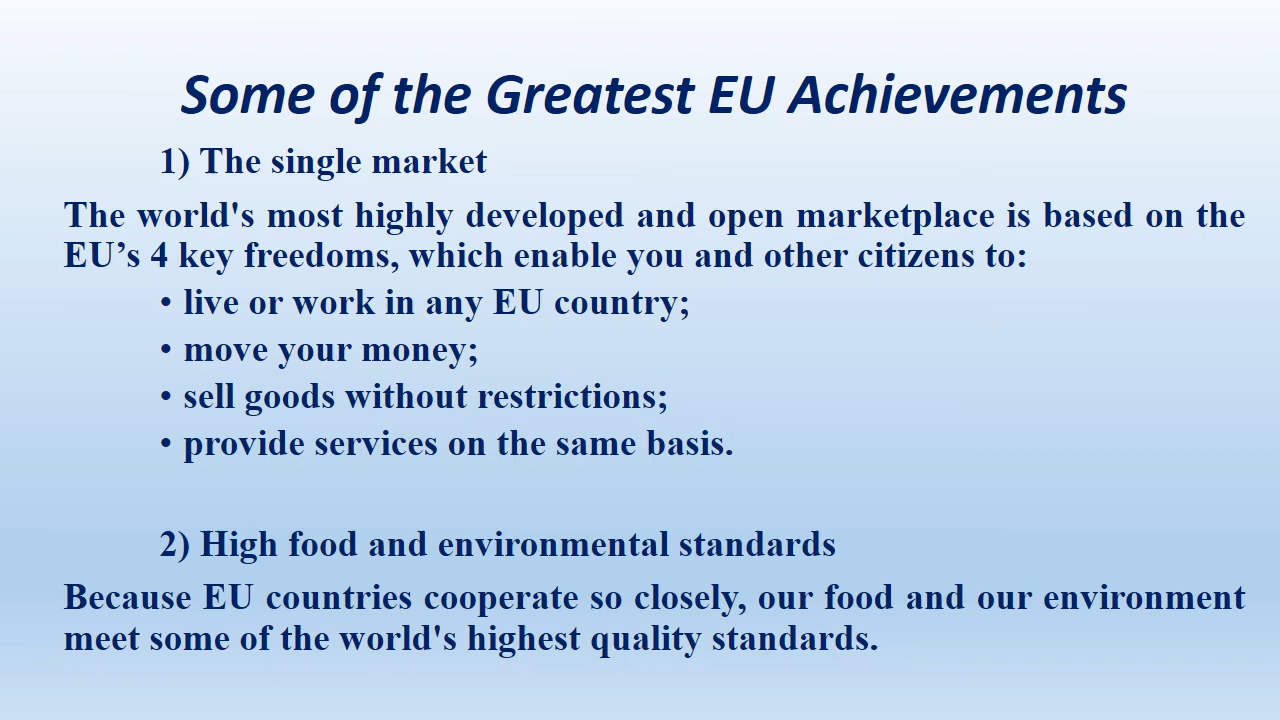 Some of the Greatest EU Achievements
1) The single market
The world's most highly developed and open marketplace is based on the
EU’s 4 key freedoms, which enable you and other citizens to:
• live or work in any EU country;
• move your money;
• sell goods without restrictions;
• provide services on the same basis.
2) High food and environmental standards
Because EU countries cooperate so closely, our food and our environment
meet some of the world's highest quality standards.